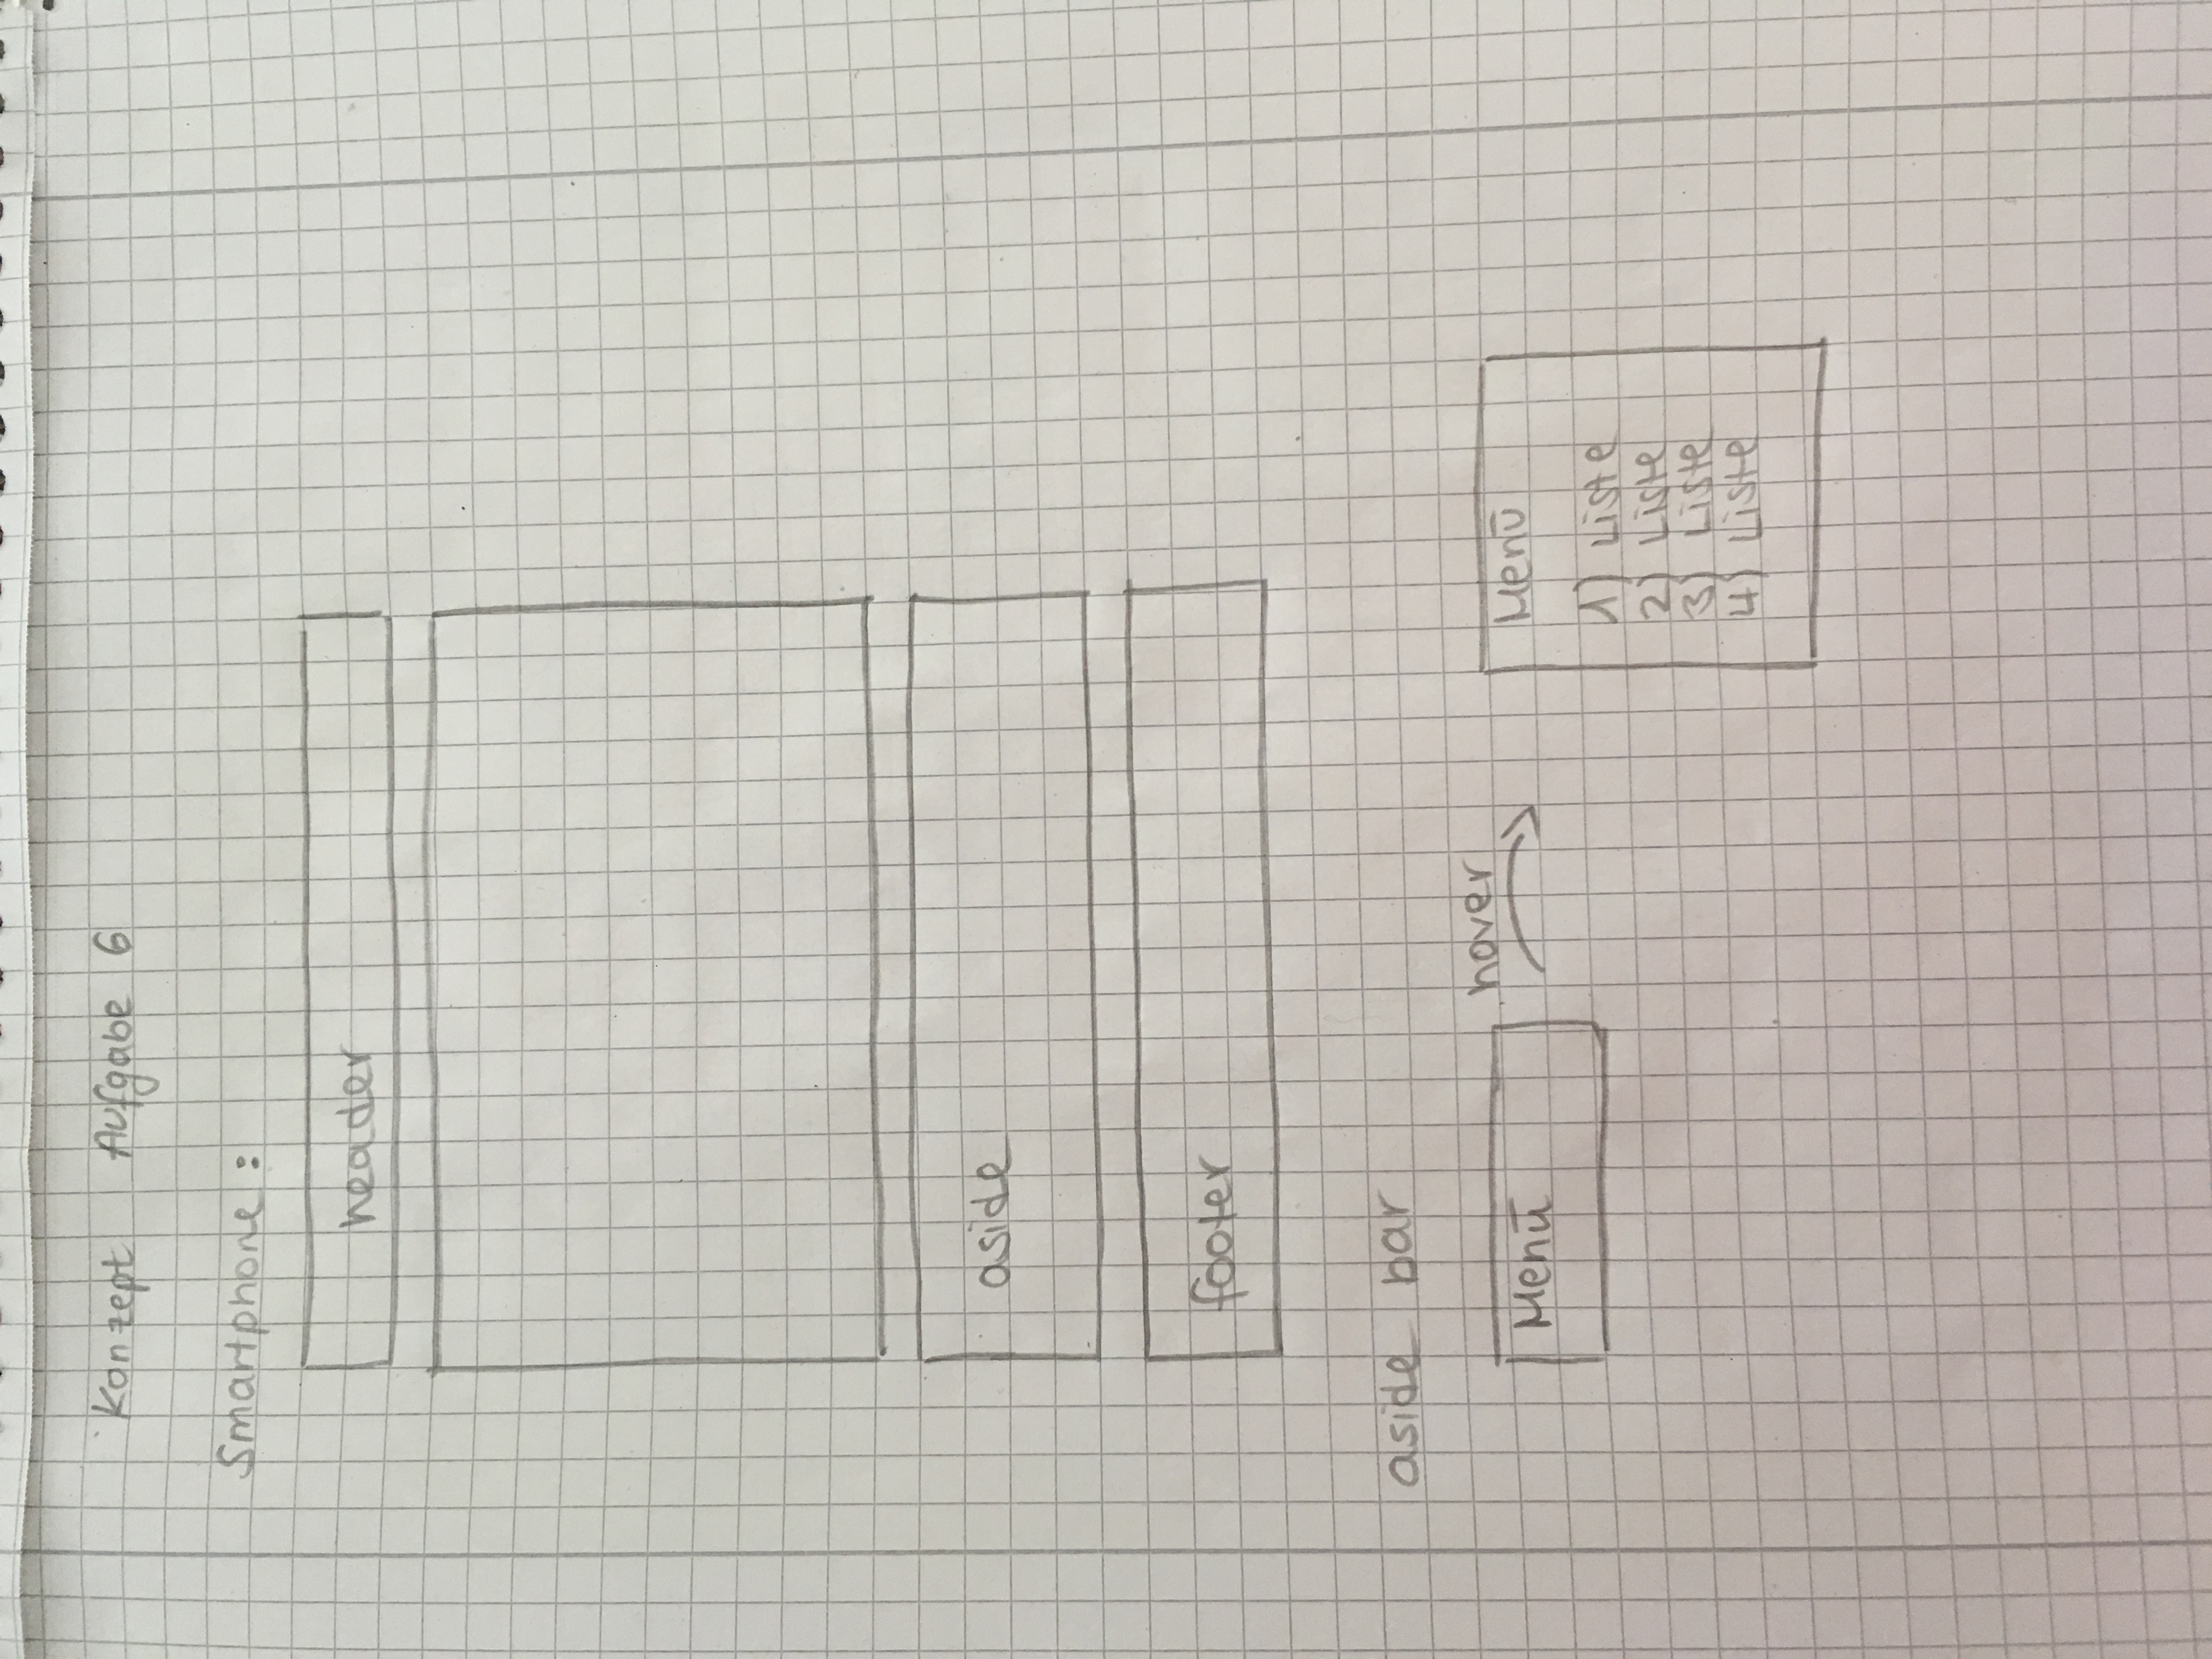 Konzept Aufgabe 6
Smartphone:
header
aside
footer
aside bar
hover
Menü
Menü
1) Liste
2) Liste
3) Liste
4) Liste